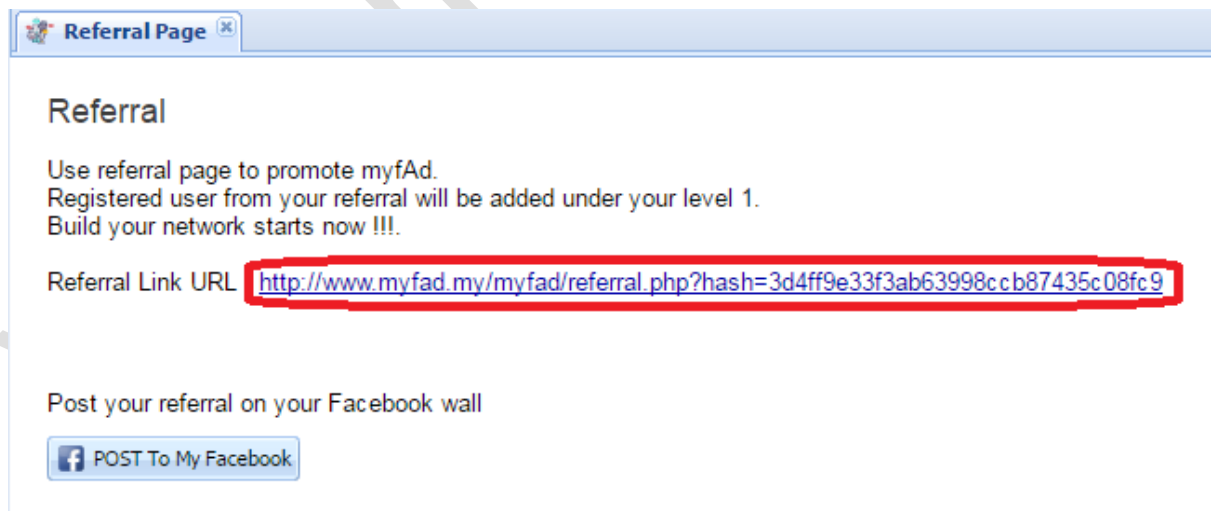 Referral Page
Referral
Use referral page to promote myfAd.
Registered user from your referral will be added under your level 1.
Build your network starts now !!!.
Referral Link URL http://www.myfad.my/myfad/referral.php?hash=3d4ff9e33f3ab63998ccb87435c08fc9
Post your referral on your Facebook wall
POST To My Facebook